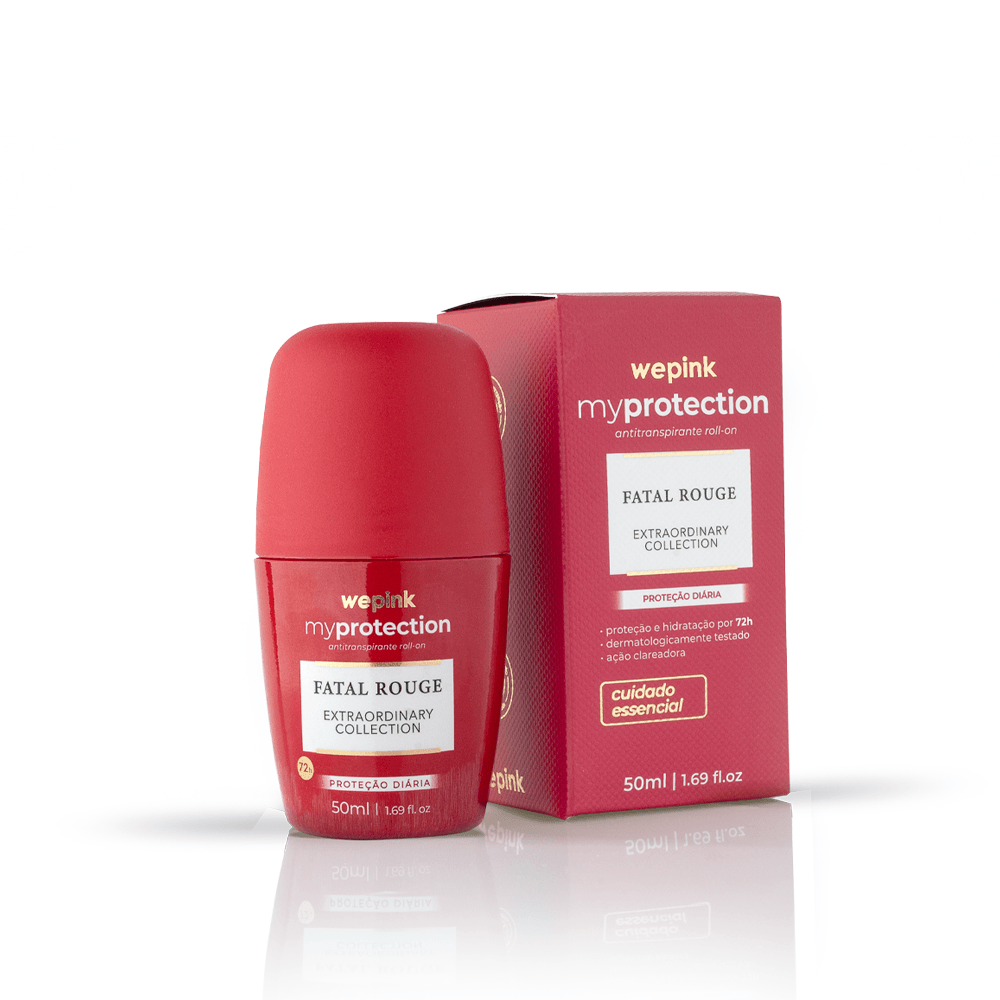 wepink
myprotection
antitranspirante roll-on
FATAL ROUGE
EXTRAORDINARY
COLLECTION
72h
PROTEÇÃO DIÁRIA
50ml | 1.69 fl. oz
wepink
myprotection
antitranspirante roll-on
FATAL ROUGE
EXTRAORDINARY
COLLECTION
PROTEÇÃO DIÁRIA
• proteção e hidratação por 72h
• dermatologicamente testado
• ação clareadora
cuidado
essencial
50ml | 1.69 fl.oz
epink